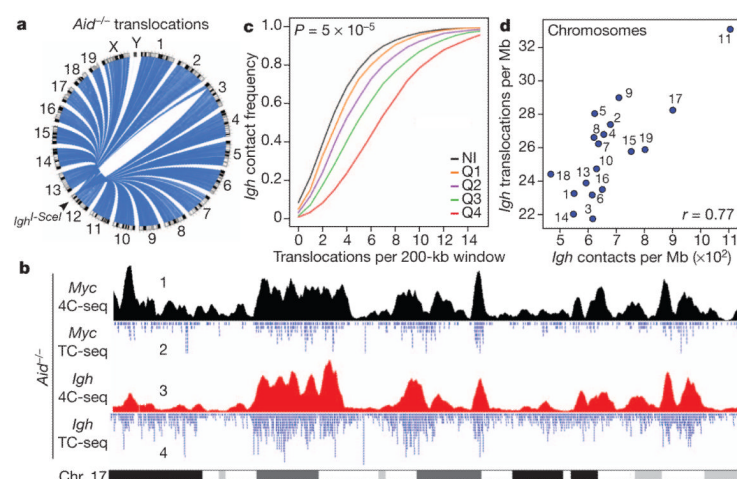 a
Aid–/– translocations
X Y 1
19 2
18
17 3
16 4
15 5
14 6
13 7
12 8
11 10 9
IghI-SceI
c
P = 5 × 10–5
Igh contact frequency
1.0
0.8
0.6
0.4
0.2
0
NI
Q1
Q2
Q3
Q4
0 2 4 6 8 10 14
Translocations per 200-kb window
d
Chromosomes
Igh translocations per Mb
32
30
28
26
24
22
11
9
17
5
2
8 4
7 15 19
10
18 13 16
1 6
14 3
r = 0.77
5 6 7 8 9 10 11
Igh contacts per Mb (×102)
b
Aid–/–
Myc
4C-seq
1
Myc
TC-seq
2
Igh
4C-seq
3
Igh
TC-seq
4
Chr. 17